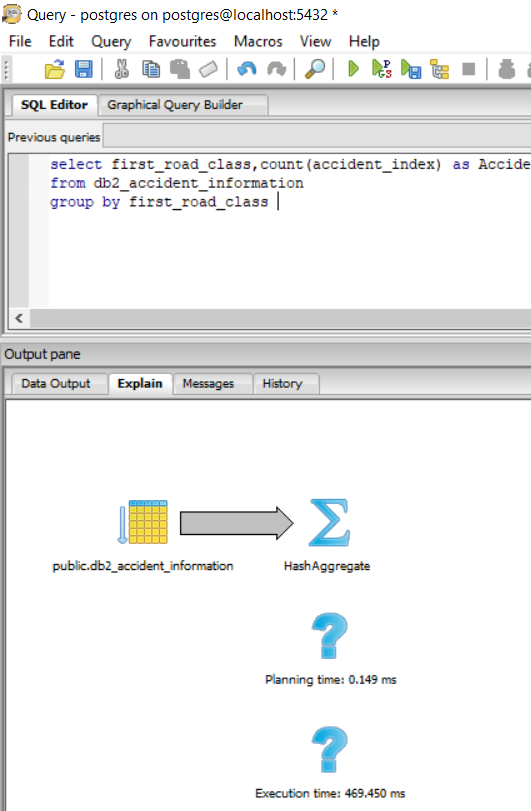 Query - postgres on postgres@localhost:5432 *
File Edit Query Favourites Macros View Help
SQL Editor Graphical Query Builder
Previous queries
select first_road_class,count(accident_index) as Accide
from db2_accident_information
group by first_road_class
Output pane
Data Output Explain Messages History
public.db2_accident_information HashAggregate
Planning time: 0.149 ms
Execution time: 469.450 ms